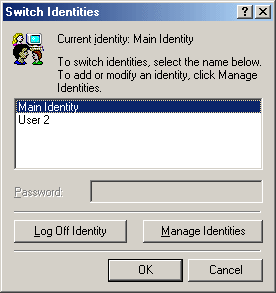 Switch Identities
Current identity: Main Identity
To switch identities, select the name below.
To add or modify an identity, click Manage
Identities.
Main Identity
User 2
Password:
Log Off Identity
Manage Identities
OK
Cancel